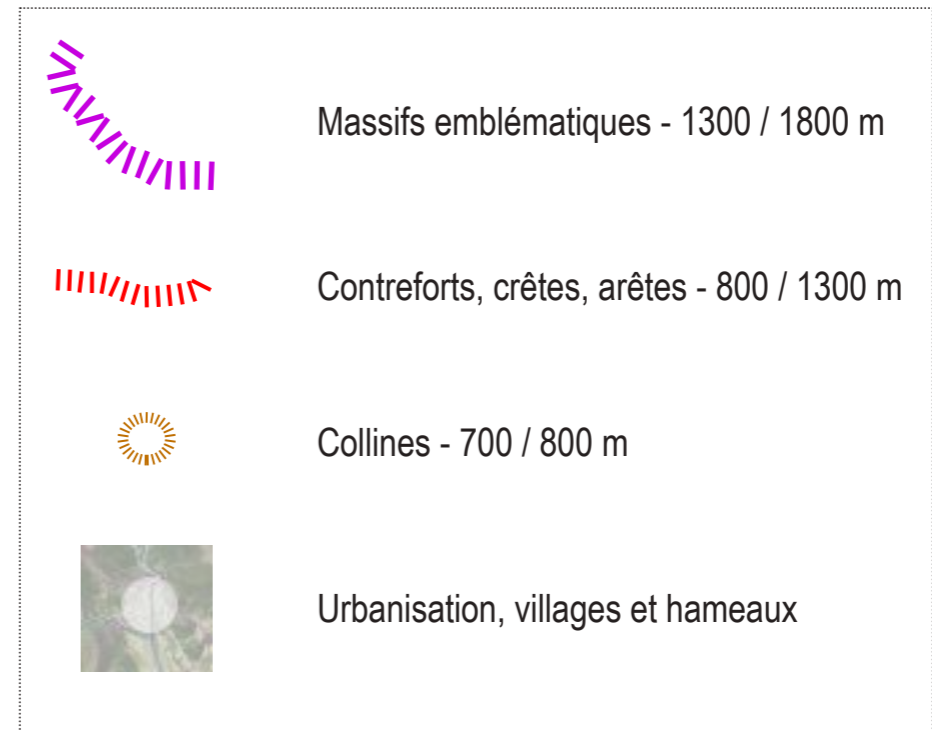 Massifs emblématiques - 1300 / 1800 m
Contreforts, crêtes, arêtes - 800 / 1300 m
Collines - 700 / 800 m
Urbanisation, villages et hameaux